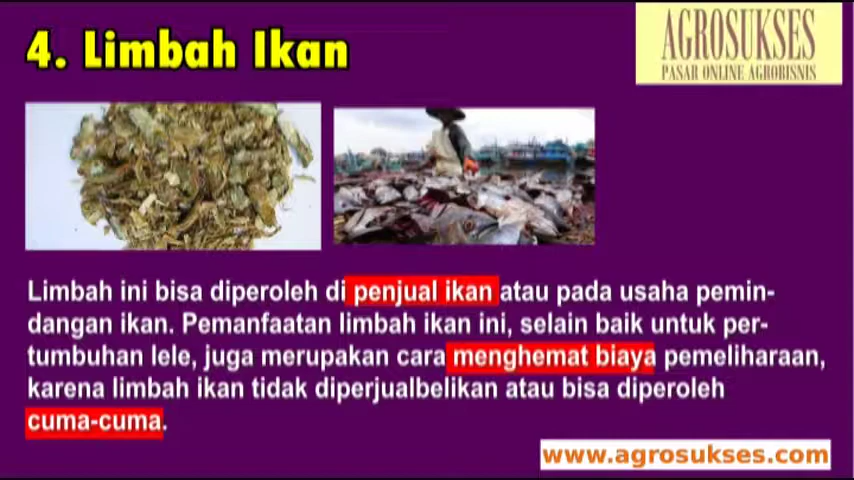 4. Limbah Ikan
AGROSUKSES
PASAR ONLINE AGROBISNIS
Limbah ini bisa diperoleh di penjual ikan atau pada usaha pemin-
dangan ikan. Pemanfaatan limbah ikan ini, selain baik untuk per-
tumbuhan lele, juga merupakan cara menghemat biaya pemeliharaan,
karena limbah ikan tidak diperjualbelikan atau bisa diperoleh
cuma-cuma.
www.agrosukses.com